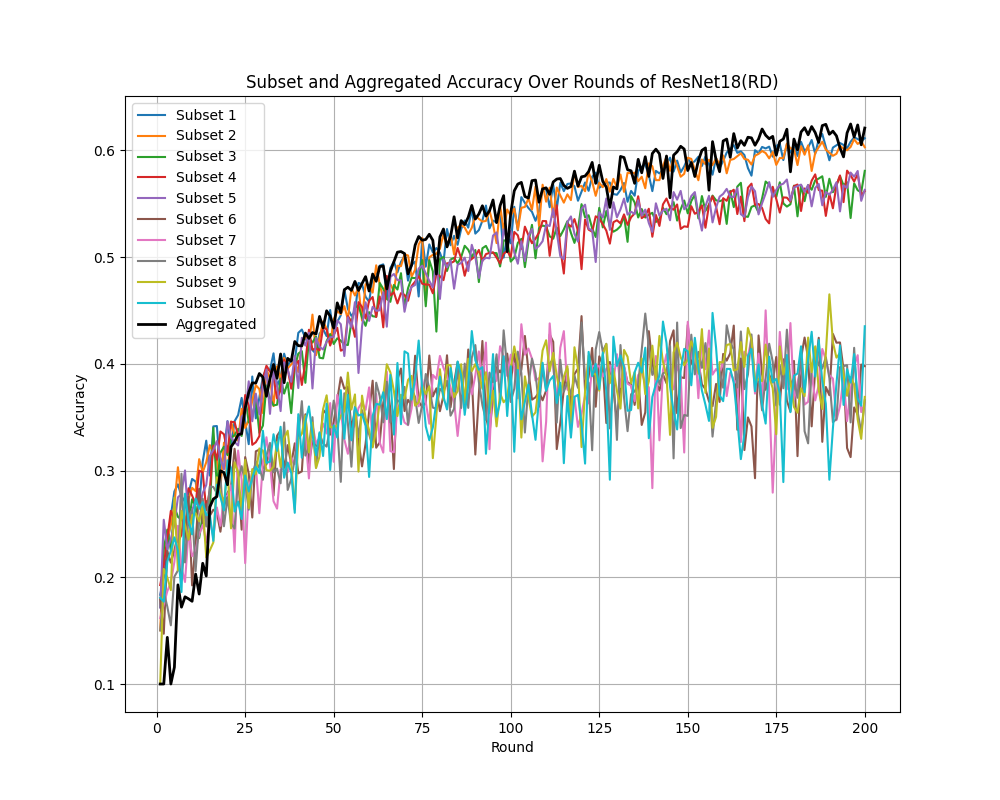 Subset and Aggregated Accuracy Over Rounds of ResNet18(RD)
Subset 1
Subset 2
Subset 3
Subset 4
Subset 5
Subset 6
Subset 7
Subset 8
Subset 9
Subset 10
Aggregated
Accuracy
0.6
0.5
0.4
0.3
0.2
0.1
0
25
50
75
100
125
150
175
200
Round